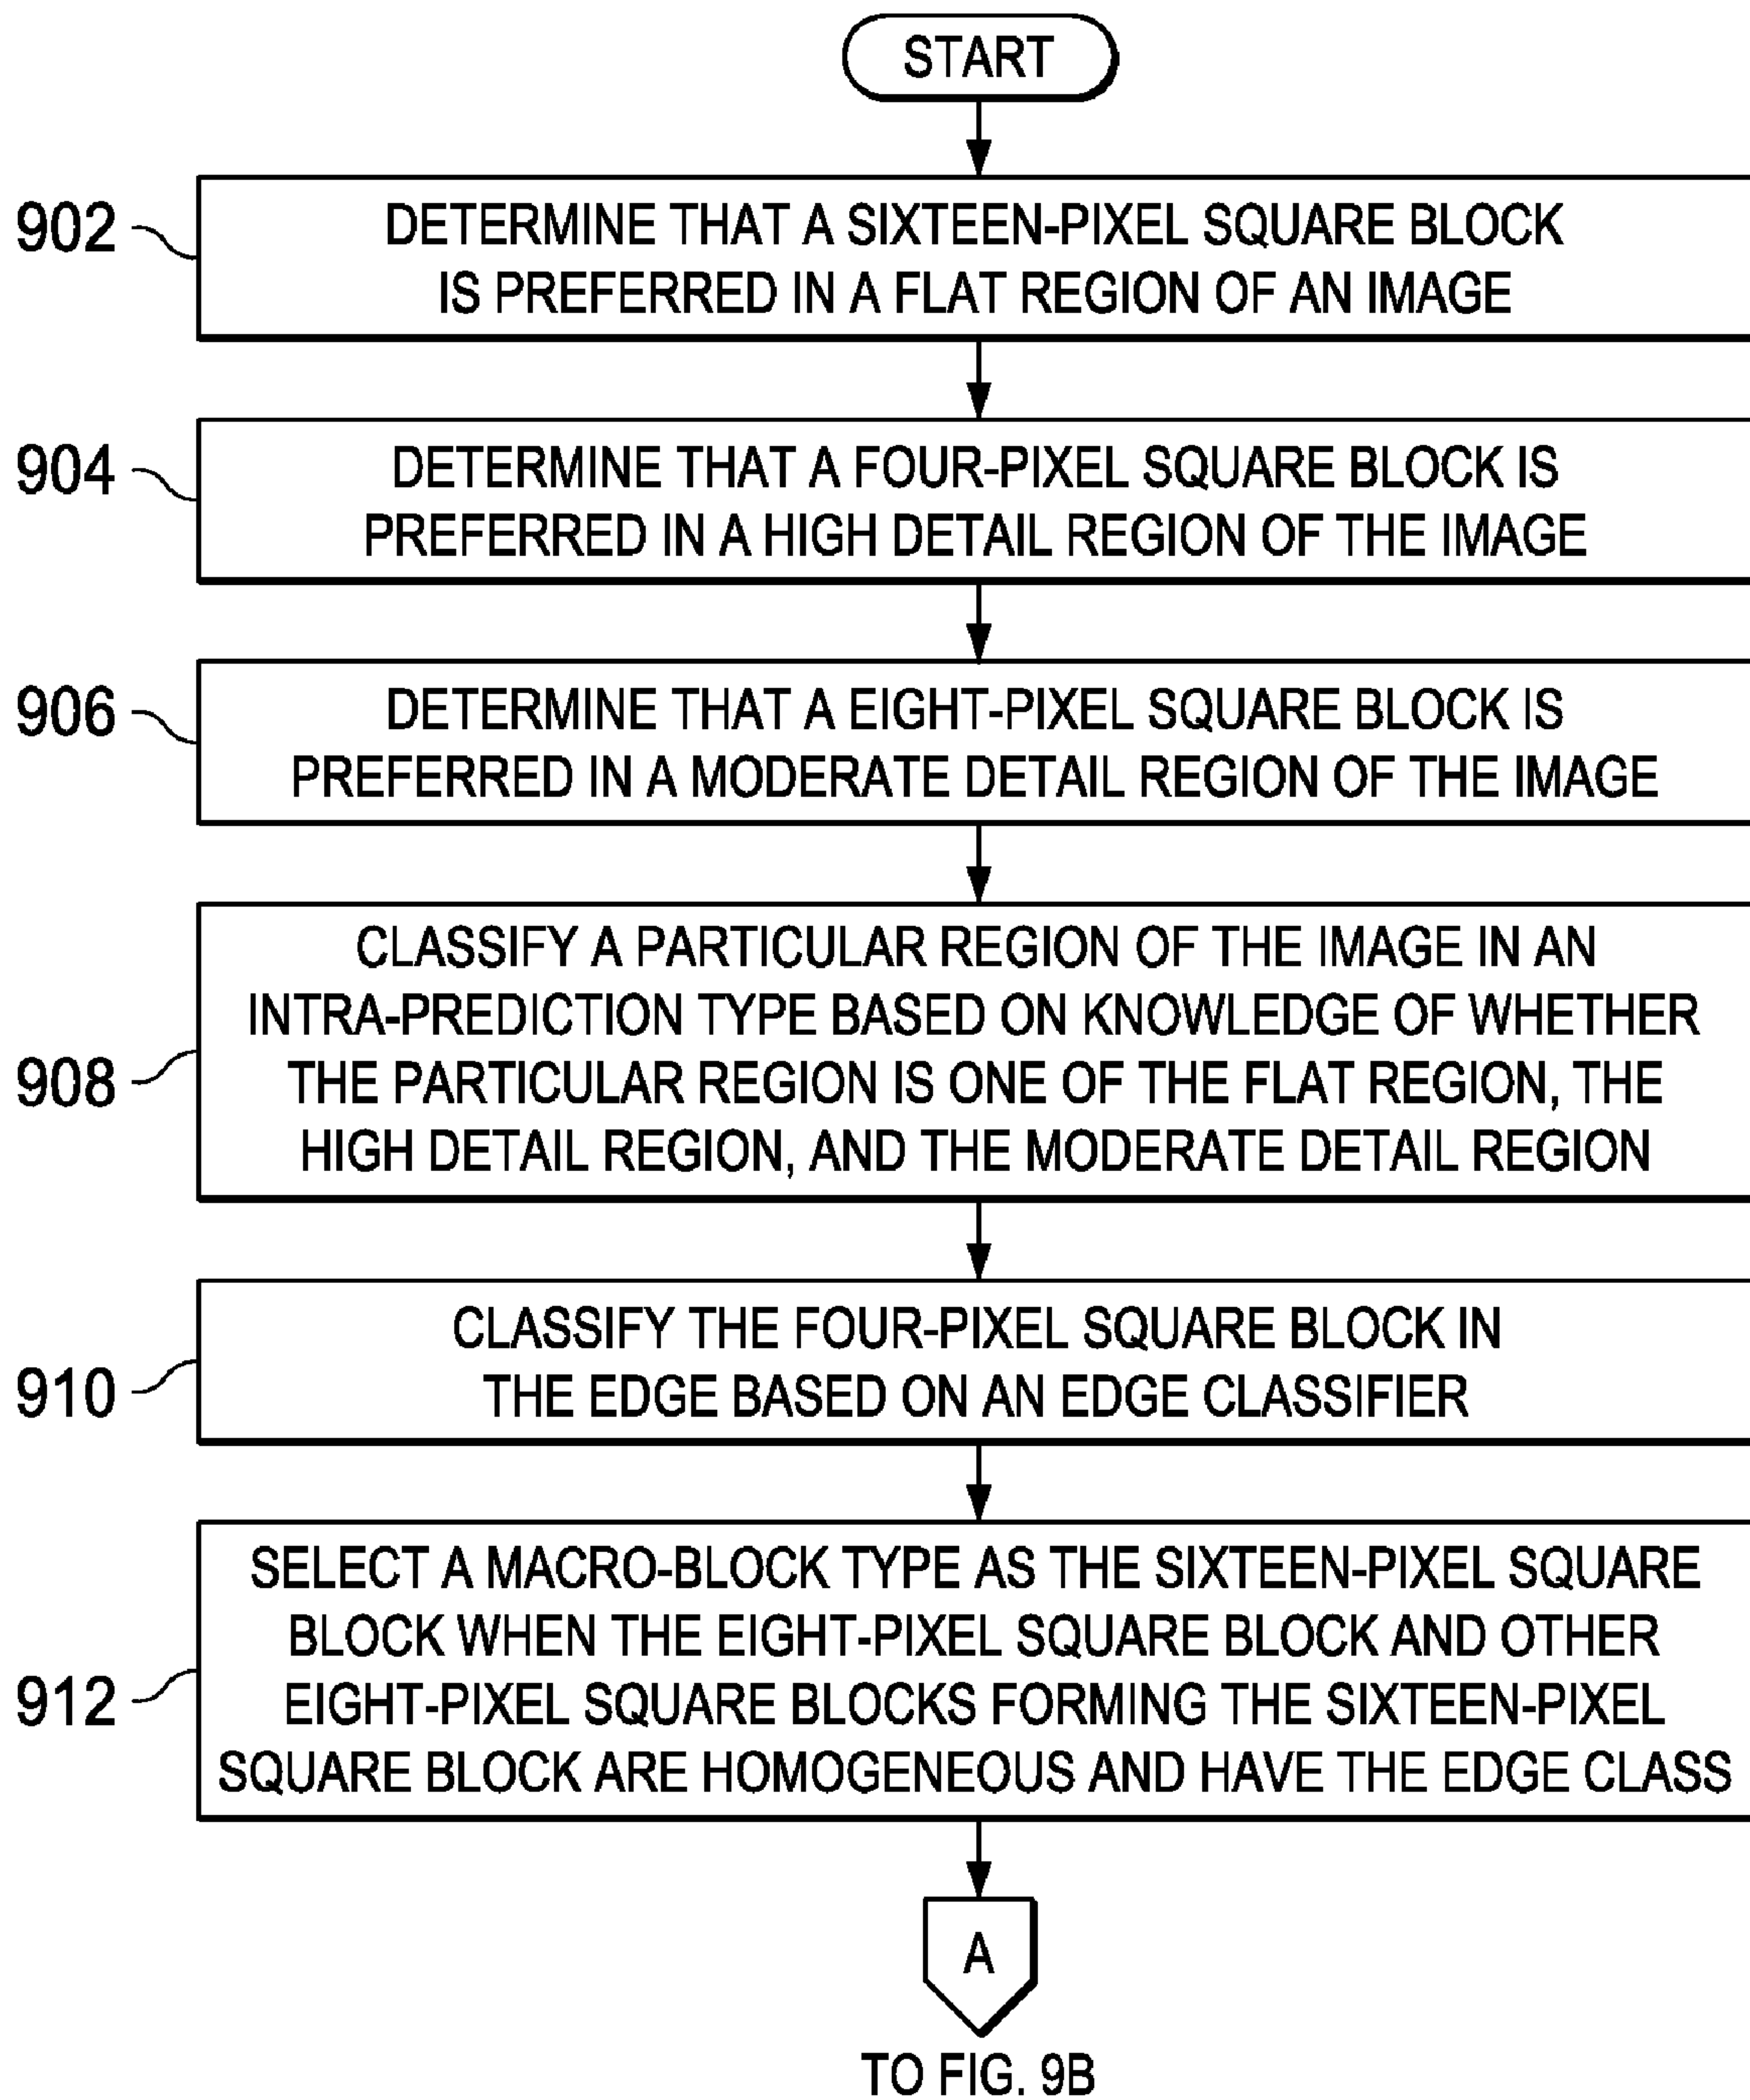 START
902
DETERMINE THAT A SIXTEEN-PIXEL SQUARE BLOCK
IS PREFERRED IN A FLAT REGION OF AN IMAGE
904
DETERMINE THAT A FOUR-PIXEL SQUARE BLOCK IS
PREFERRED IN A HIGH DETAIL REGION OF THE IMAGE
906
DETERMINE THAT A EIGHT-PIXEL SQUARE BLOCK IS
PREFERRED IN A MODERATE DETAIL REGION OF THE IMAGE
908
CLASSIFY A PARTICULAR REGION OF THE IMAGE IN AN
INTRA-PREDICTION TYPE BASED ON KNOWLEDGE OF WHETHER
THE PARTICULAR REGION IS ONE OF THE FLAT REGION, THE
HIGH DETAIL REGION, AND THE MODERATE DETAIL REGION
910
CLASSIFY THE FOUR-PIXEL SQUARE BLOCK IN
THE EDGE BASED ON AN EDGE CLASSIFIER
912
SELECT A MACRO-BLOCK TYPE AS THE SIXTEEN-PIXEL SQUARE
BLOCK WHEN THE EIGHT-PIXEL SQUARE BLOCK AND OTHER
EIGHT-PIXEL SQUARE BLOCKS FORMING THE SIXTEEN-PIXEL
SQUARE BLOCK ARE HOMOGENEOUS AND HAVE THE EDGE CLASS
A
TO FIG. 9B